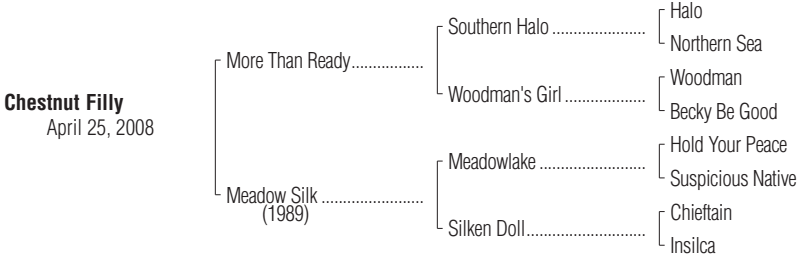 Halo
Southern Halo ......................
Northern Sea
More Than Ready.................
Woodman
Woodman's Girl ...................
Becky Be Good
Chestnut Filly
April 25, 2008
Hold Your Peace
Meadowlake .........................
Suspicious Native
Meadow Silk ........................
(1989)
Chieftain
Silken Doll............................
Insilca